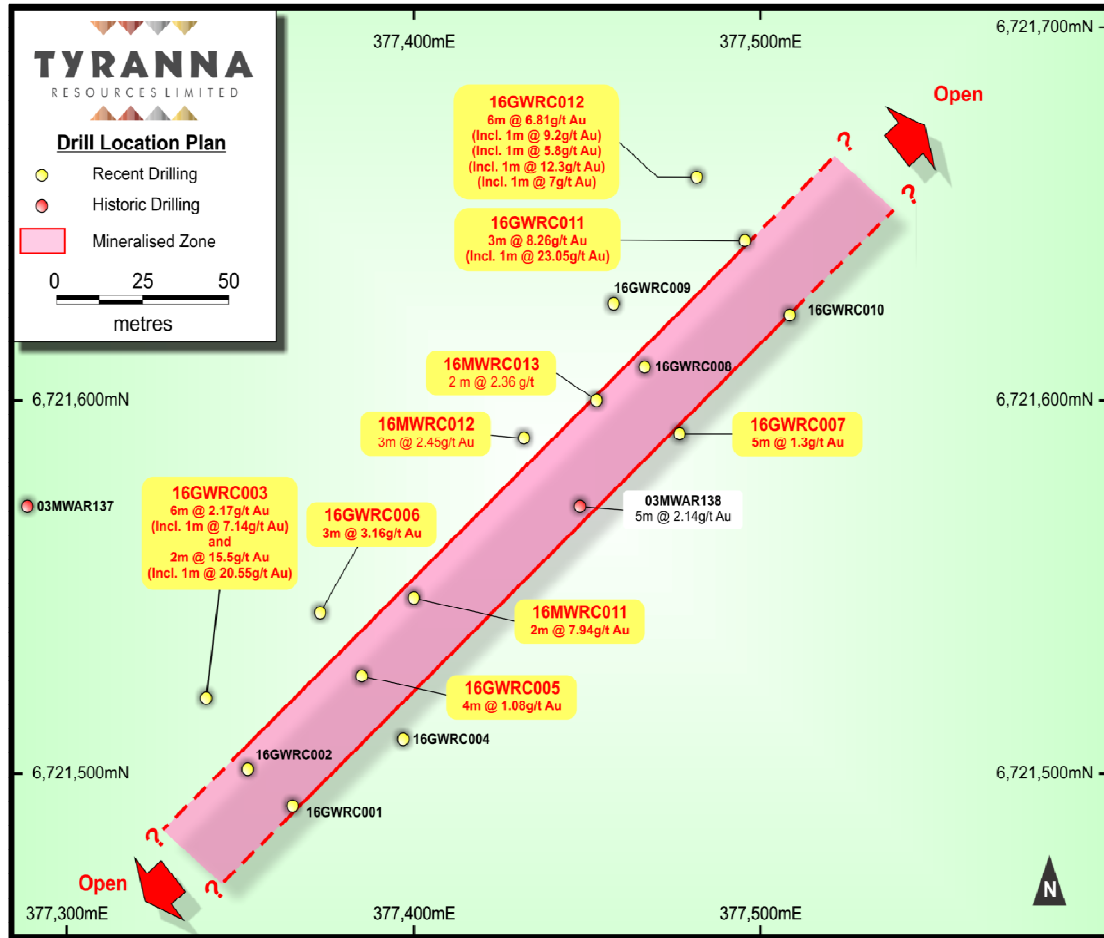 377,400mE
377,500mE
6,721,700mN
TYRANNA
RESOURCES LIMITED
Drill Location Plan
Recent Drilling
Historic Drilling
Mineralised Zone
0
25
50
metres
Open
?
?
16GWRC012
6m @ 6.81g/t Au
(Incl. 1m @ 9.2g/t Au)
(Incl. 1m @ 5.8g/t Au)
(Incl. 1m @ 12.3g/t Au)
(Incl. 1m @ 7g/t Au)
16GWRC011
3m @ 8.26g/t Au
(Incl. 1m @ 23.05g/t Au)
16GWRC009
16GWRC010
16MWRC013
2 m @ 2.36 g/t
16GWRC008
6,721,600mN
6,721,600mN
16MWRC012
3m @ 2.45g/t Au
16GWRC007
5m @ 1.3g/t Au
03MWAR137
16GWRC003
6m @ 2.17g/t Au
(Incl. 1m @ 7.14g/t Au)
and
2m @ 15.5g/t Au
(Incl. 1m @ 20.55g/t Au)
16GWRC006
3m @ 3.16g/t Au
03MWAR138
5m @ 2.14g/t Au
16MWRC011
2m @ 7.94g/t Au
16GWRC005
4m @ 1.08g/t Au
16GWRC004
16GWRC002
6,721,500mN
6,721,500mN
16GWRC001
?
?
Open
N
377,300mE
377,400mE
377,500mE